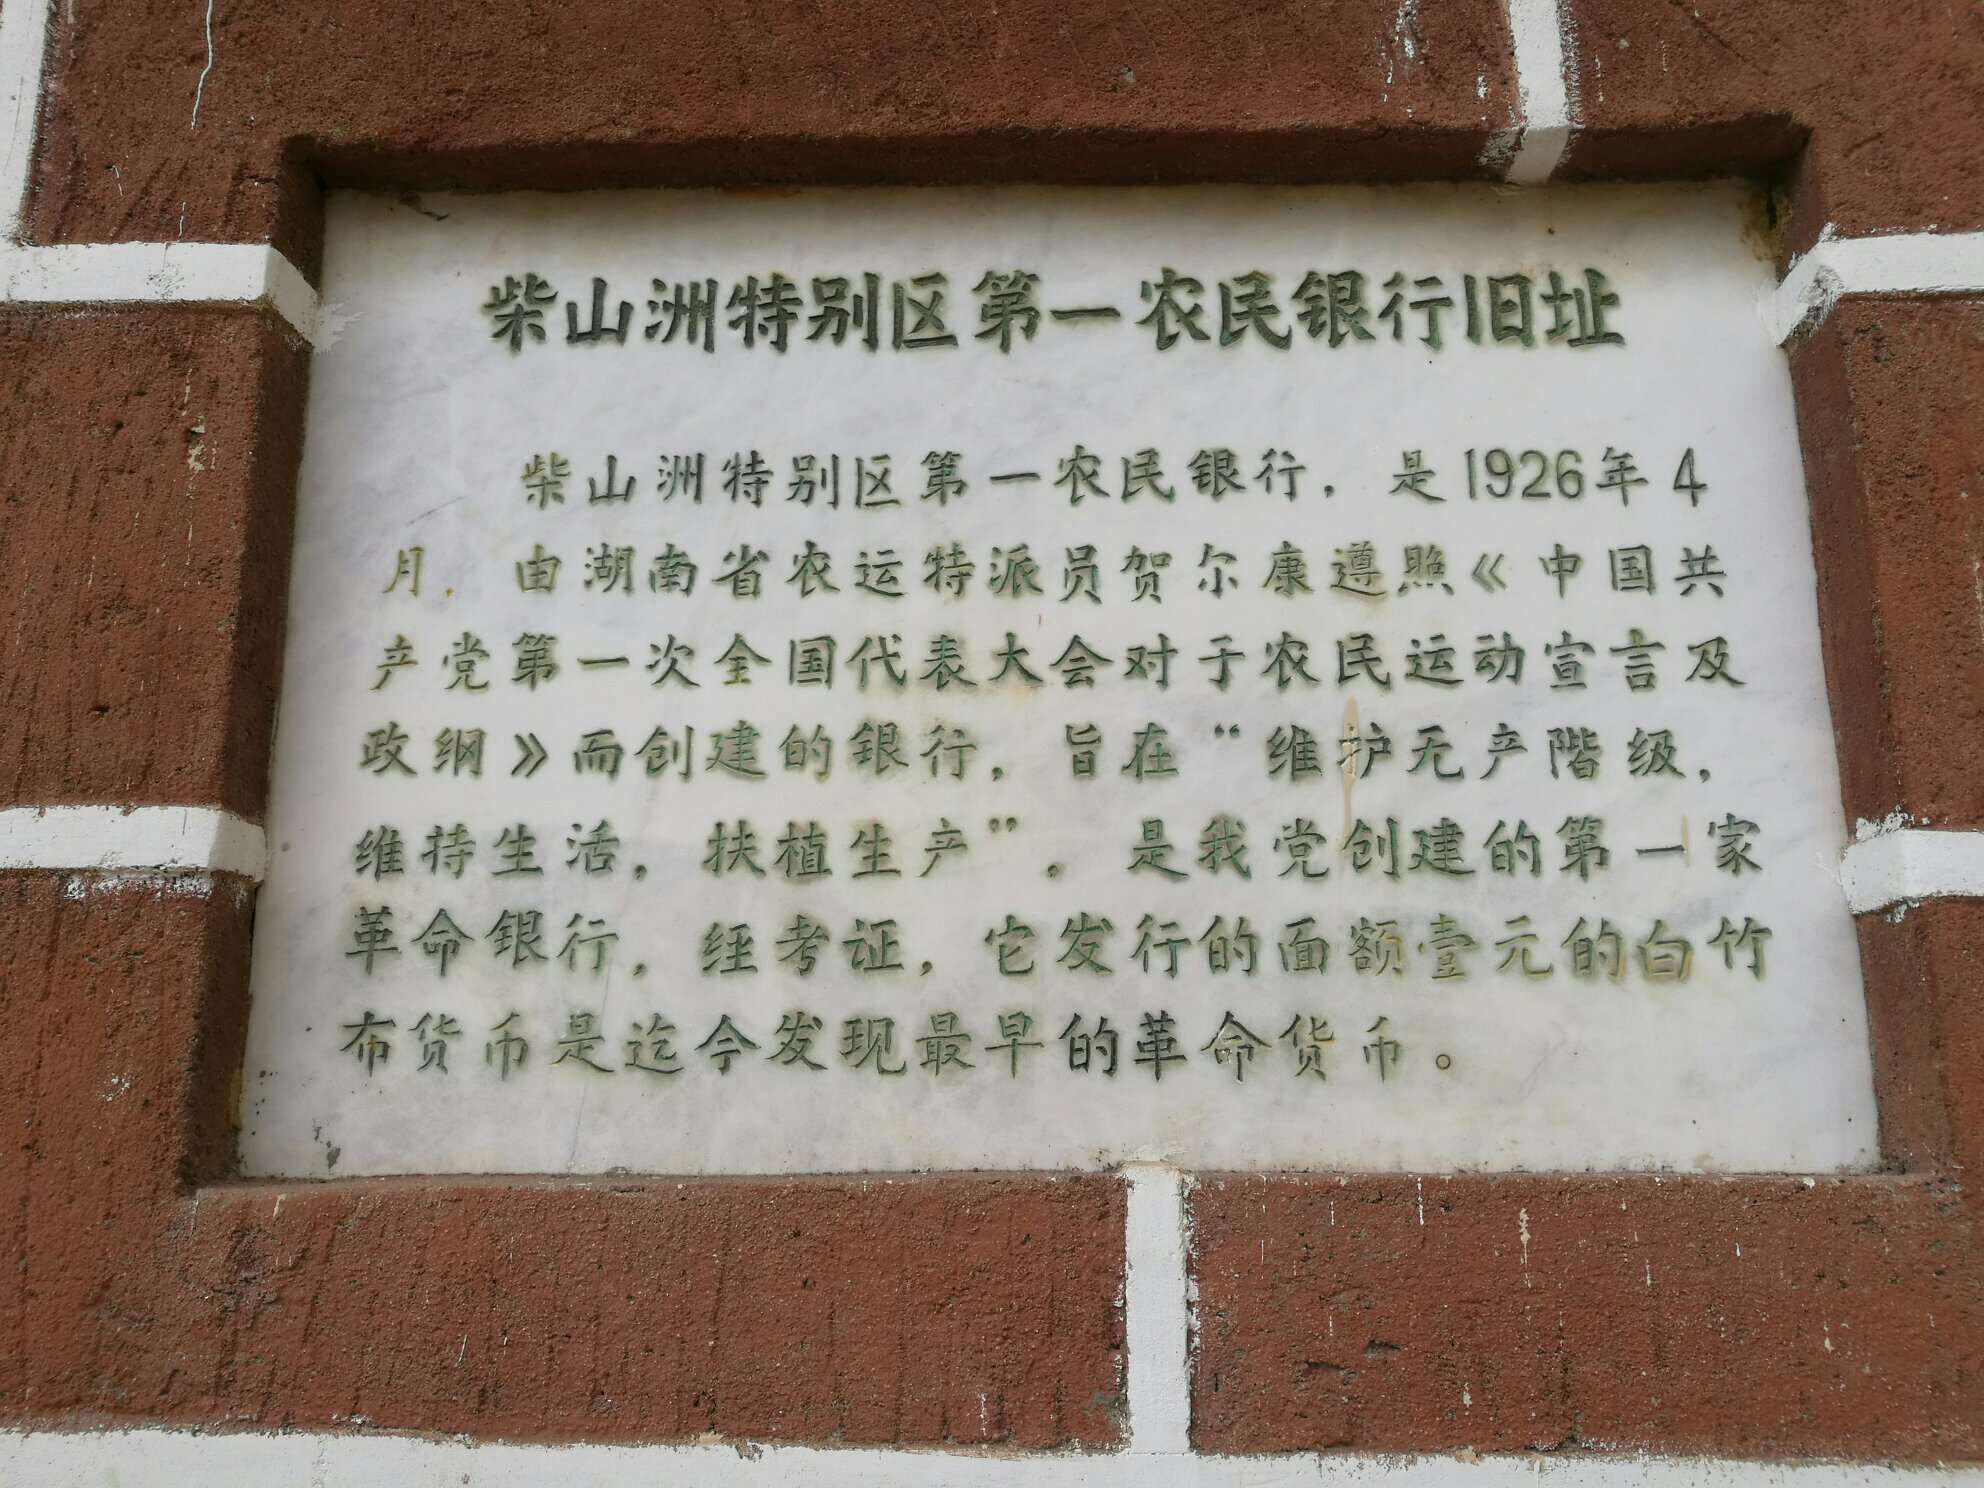 柴山洲特别区第一农民银行旧址
柴山洲特别区第一农民银行，是1926年4
月，由湖南省农运特派员贺尔康遵照《中国共
产党第一次全国代表大会对于农民运动宣言及
政纲》而创建的银行，旨在“维护无产阶级，
维持生活，扶植生产”。是我党创建的第一家
革命银行，经考证，它发行的面额壹元的白竹
布货币是迄今发现最早的革命货币。